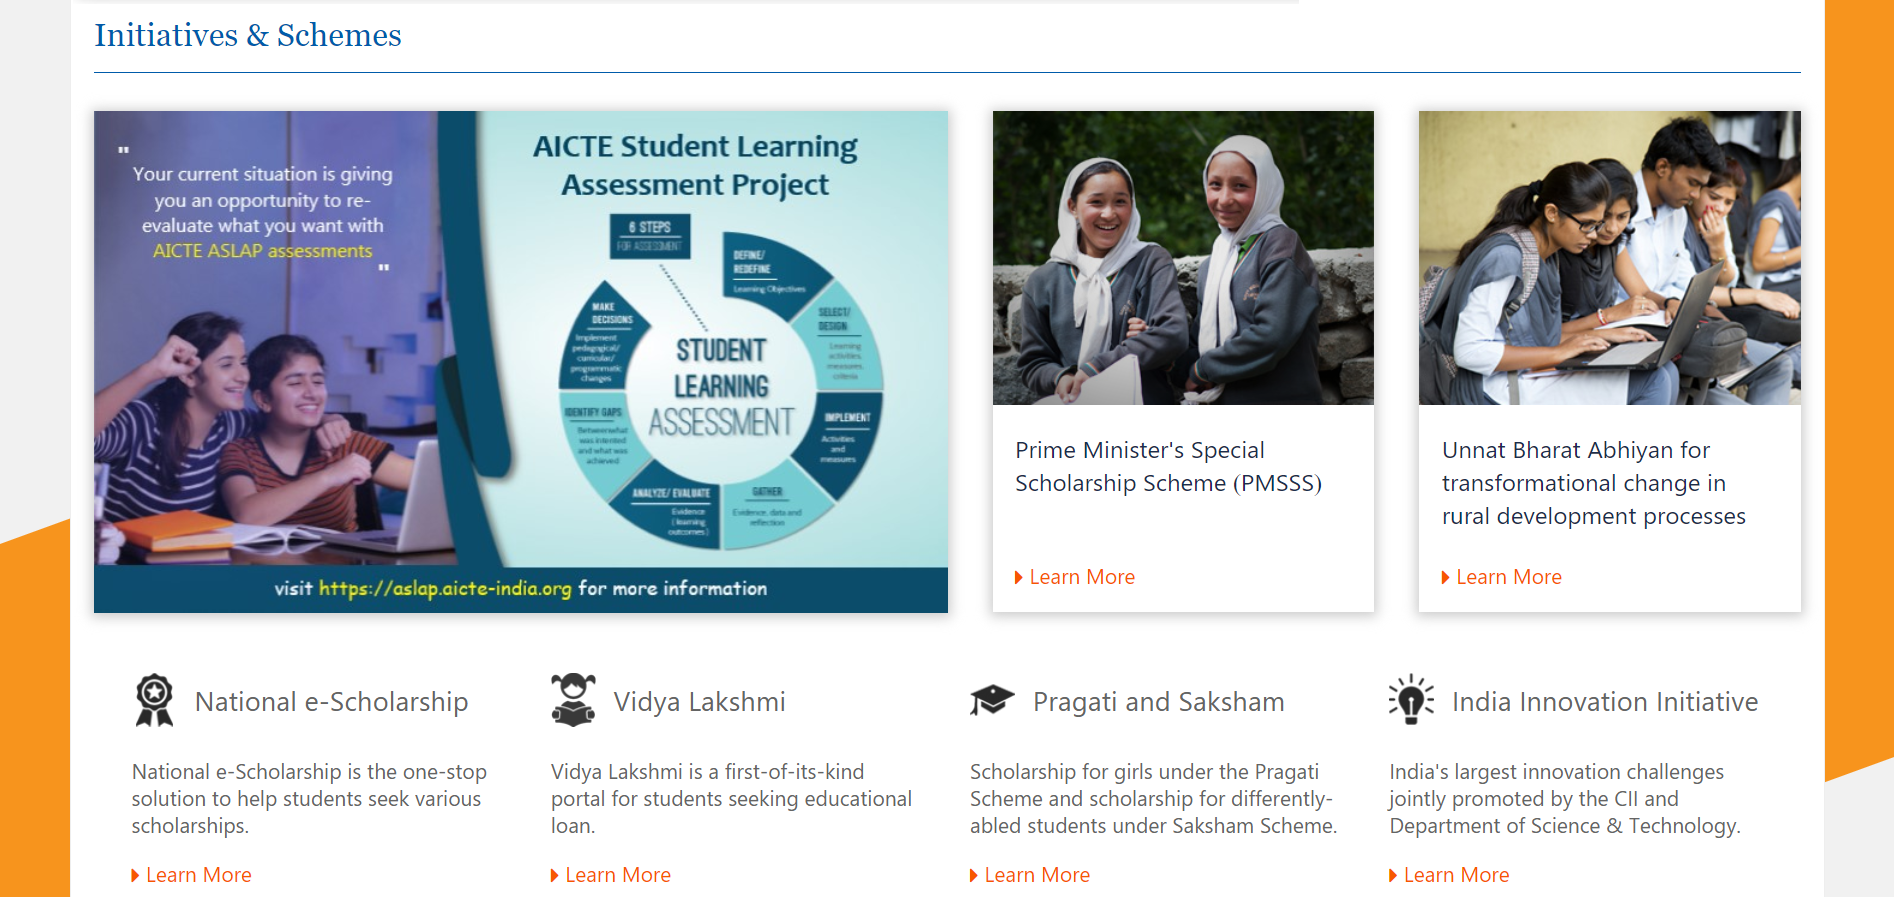 Initiatives & Schemes
"
Your current situation is giving
you an opportunity to re-
evaluate what you want with
AICTE ASLAP assessments
"
AICTE Student Learning
Assessment Project
6 STEPS
FOR ASSESSMENT
DEFINE/
REDEFINE
Learning Objectives
SELECT/
DESIGN
Learning
activities,
measures,
criteria
IMPLEMENT
Activities
and
measures
GATHER
Evidence, data and
reflection
ANALYZE/ EVALUATE
Evidence
(learning
outcomes)
IDENTIFY GAPS
Between what
was intented
and what was
achieved
MAKE
DECISIONS
Implement
pedagogical/
curricular/
programmatic
changes
STUDENT
LEARNING
ASSESSMENT
visit https://aslap.aicte-india.org for more information
Prime Minister's Special
Scholarship Scheme (PMSSS)
Learn More
Unnat Bharat Abhiyan for
transformational change in
rural development processes
Learn More
National e-Scholarship
National e-Scholarship is the one-stop
solution to help students seek various
scholarships.
Learn More
Vidya Lakshmi
Vidya Lakshmi is a first-of-its-kind
portal for students seeking educational
loan.
Learn More
Pragati and Saksham
Scholarship for girls under the Pragati
Scheme and scholarship for differently-
abled students under Saksham Scheme.
Learn More
India Innovation Initiative
India's largest innovation challenges
jointly promoted by the CII and
Department of Science & Technology.
Learn More